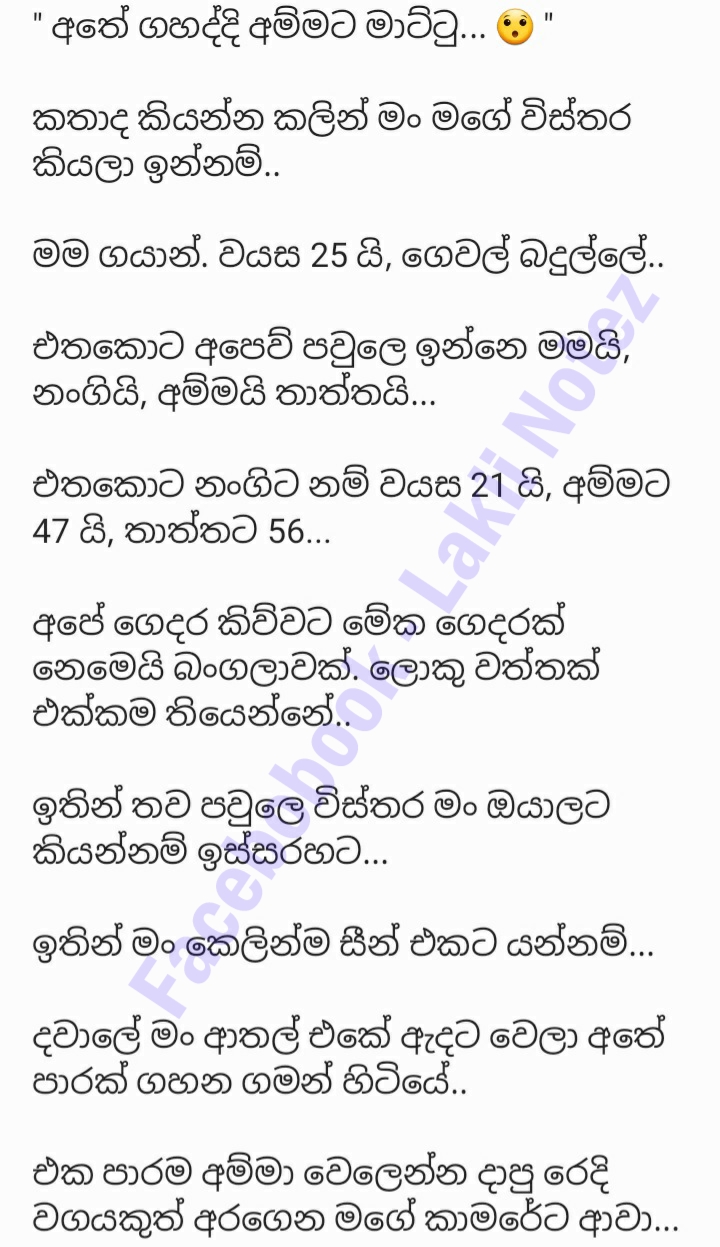 " අතේ ගහද්දි අම්මට මාට්ටු... 😯 "
කතාද කියන්න කලින් මං මගේ විස්තර
කියලා ඉන්නම්..
මම ගයාන්. වයස 25 යි, ගෙවල් බදුල්ලේ..
එතකොට අපෙව් පවුලෙ ඉන්නෙ මමයි,
නංගියි, අම්මයි තාත්තයි...
එතකොට නංගිට නම් වයස 21 යි, අම්මට
47 යි, තාත්තට 56...
අපේ ගෙදර කිව්වට මේක ගෙදරක්
නෙමෙයි බංගලාවක්. ලොකු වත්තක්
එක්කම තියෙන්නේ..
ඉතින් තව පවුලෙ විස්තර මං ඔයාලට
කියන්නම් ඉස්සරහට...
ඉතින් මං කෙලින්ම සීන් එකට යන්නම්...
දවාලේ මං ආතල් එකේ ඇදට වෙලා අතේ
පාරක් ගහන ගමන් හිටියේ..
එක පාරම අම්මා වෙලෙන්න දාපු රෙදි
වගයකුත් අරගෙන මගේ කාමරේට ආවා...
Facebobook - Lakii Notez